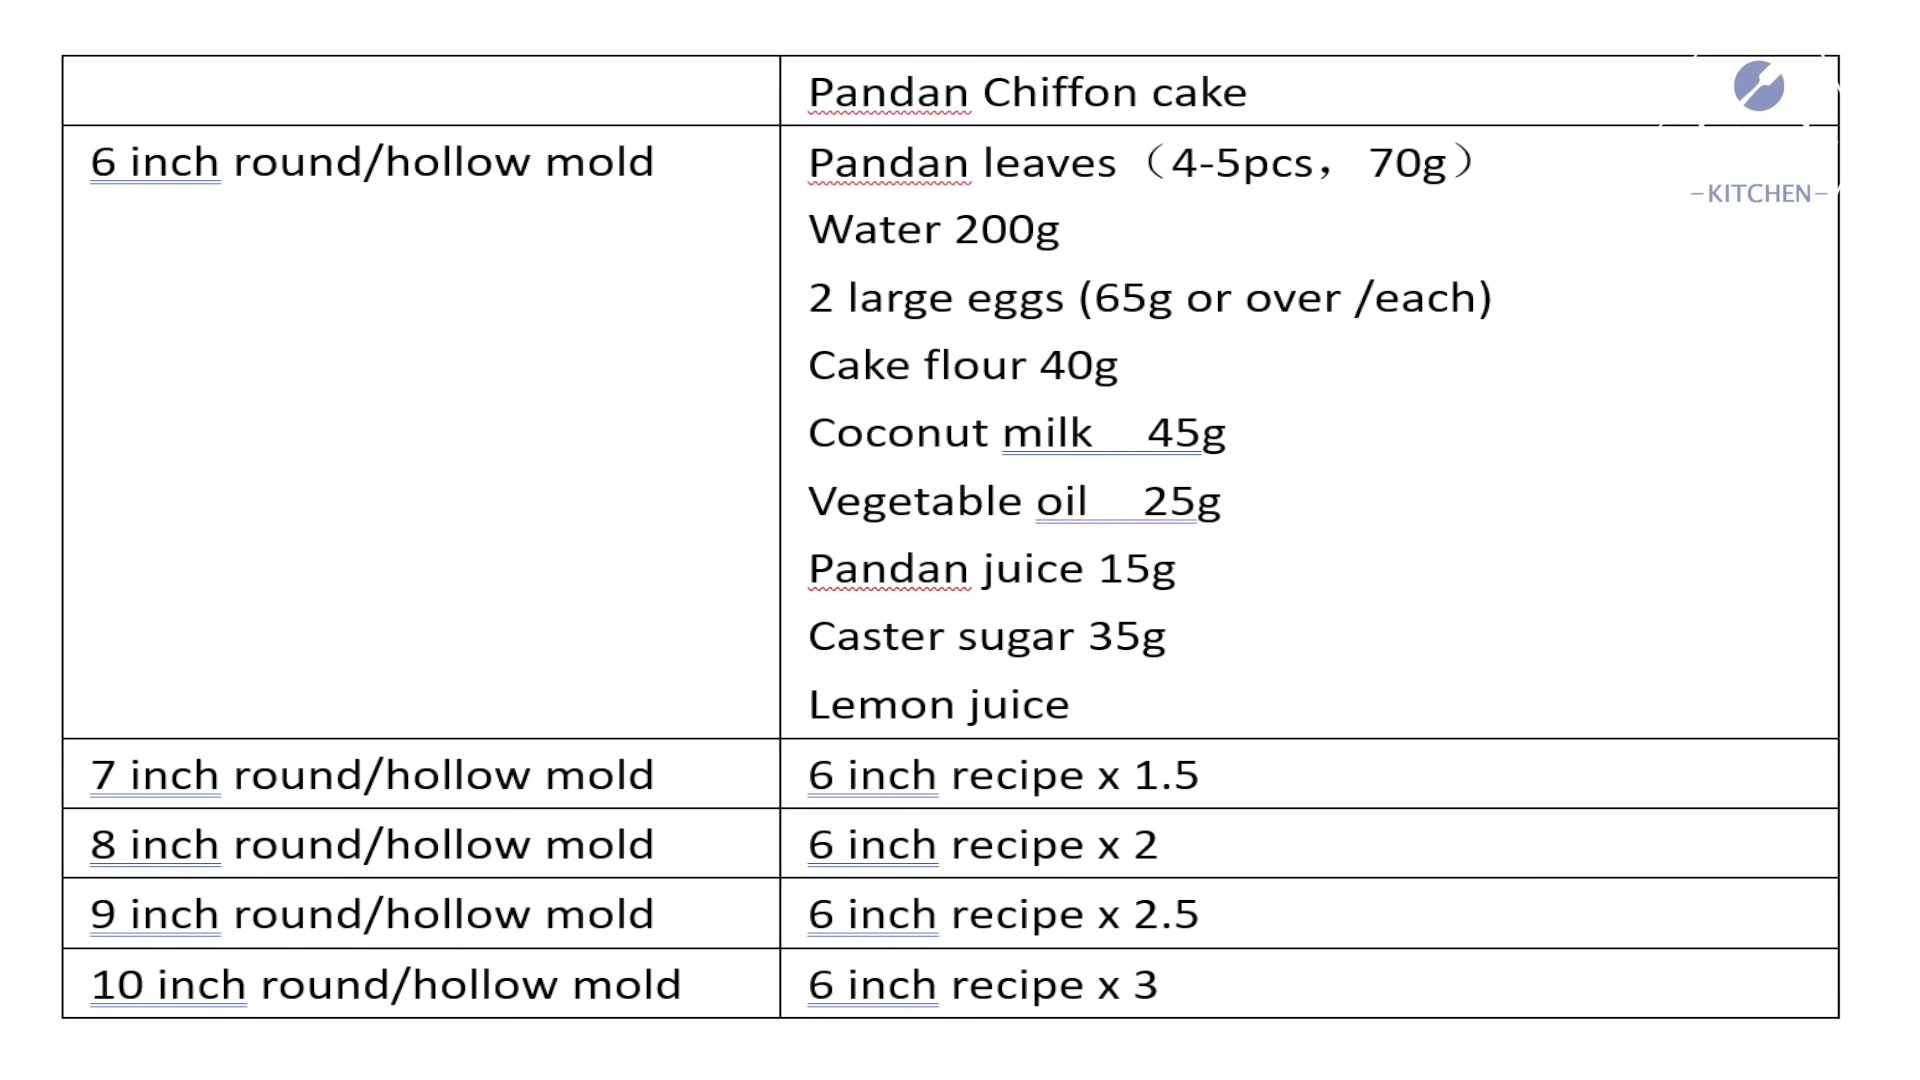 Pandan Chiffon cake
6 inch round/hollow mold
Pandan leaves（4-5pcs， 70g）
Water 200g
2 large eggs (65g or over /each)
Cake flour 40g
Coconut milk 45g
Vegetable oil 25g
Pandan juice 15g
Caster sugar 35g
Lemon juice
-KITCHEN-
7 inch round/hollow mold
6 inch recipe x 1.5
8 inch round/hollow mold
6 inch recipe x 2
9 inch round/hollow mold
6 inch recipe x 2.5
10 inch round/hollow mold
6 inch recipe x 3